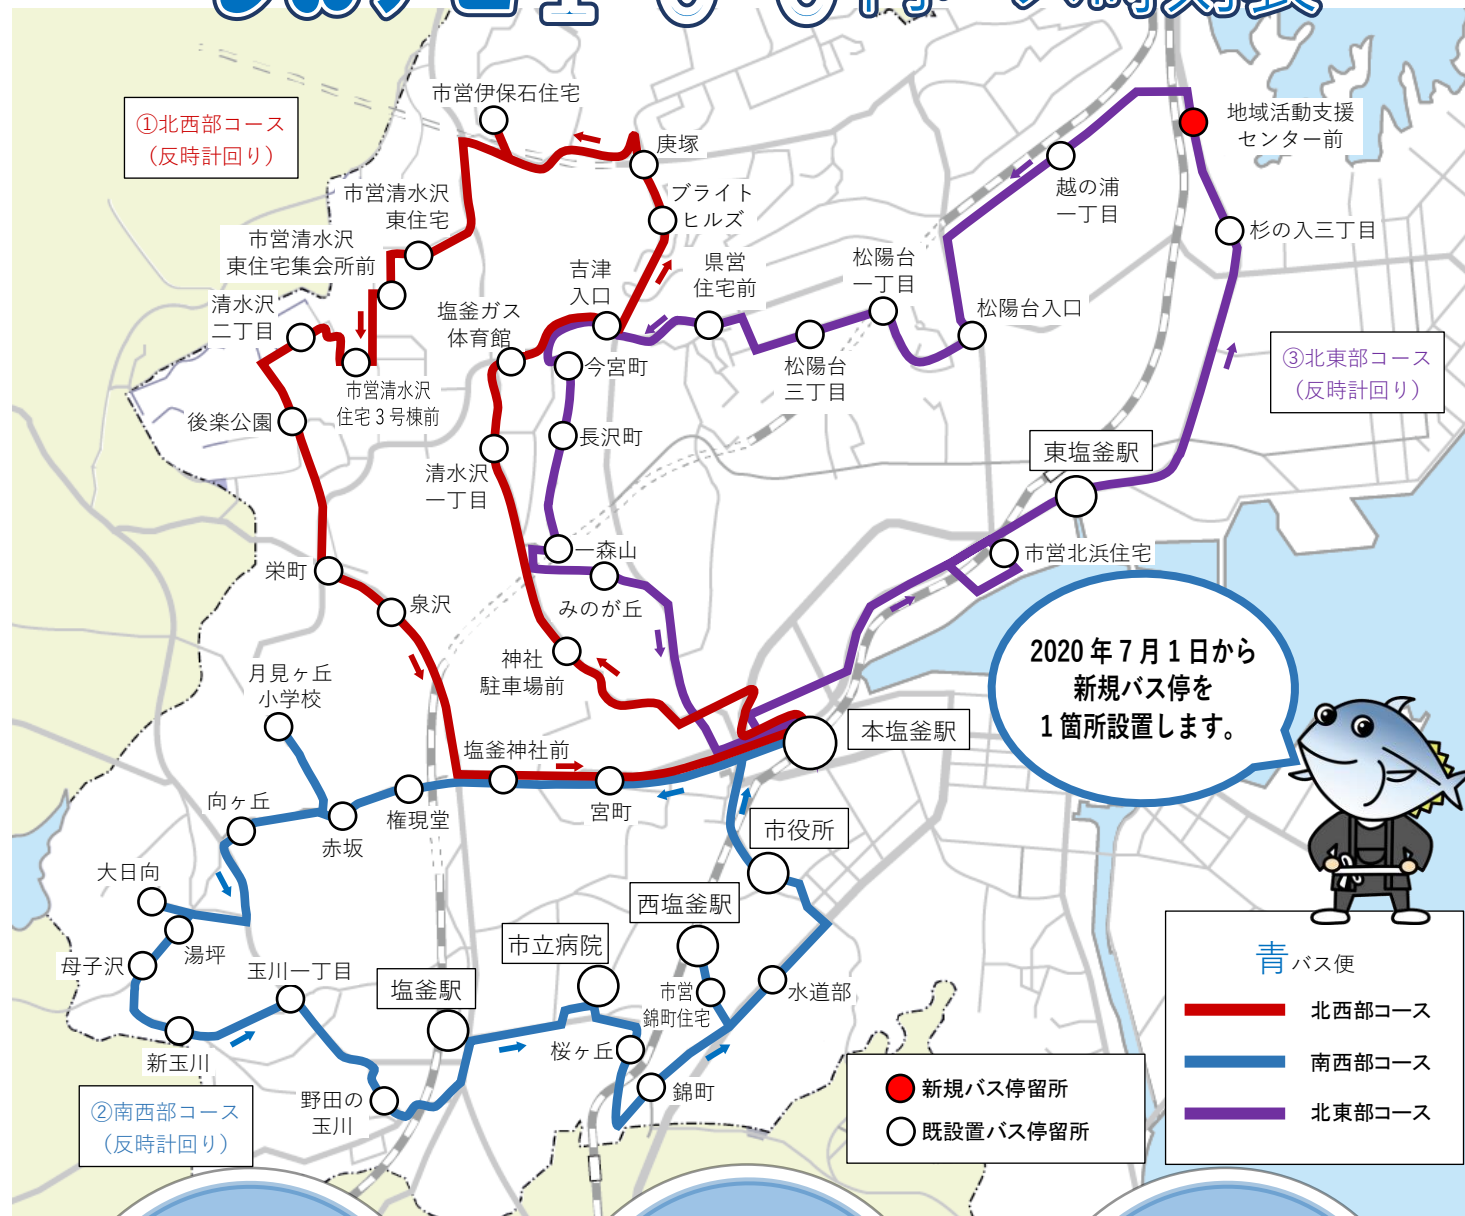 ①北西部コース
（反時計回り）
市営伊保石住宅
庚塚
地域活動支援
センター前
越の浦
一丁目
ブライト
ヒルズ
市営清水沢
東住宅
市営清水沢
東住宅集会所前
杉の入三丁目
吉津
入口
県営
住宅前
松陽台
一丁目
清水沢
二丁目
塩釜ガス
体育館
松陽台入口
今宮町
松陽台
三丁目
③北東部コース
（反時計回り）
市営清水沢
住宅3号棟前
後楽公園
長沢町
東塩釜駅
清水沢
一丁目
一森山
市営北浜住宅
栄町
泉沢
みのが丘
2020年7月1日から
新規バス停を
1箇所設置します。
神社
駐車場前
月見ヶ丘
小学校
本塩釜駅
塩釜神社前
向ヶ丘
権現堂
宮町
赤坂
市役所
大日向
西塩釜駅
湯坪
市立病院
母子沢
玉川一丁目
塩釜駅
市営
錦町住宅
水道部
新玉川
桜ヶ丘
錦町
野田の
玉川
②南西部コース
（反時計回り）
青バス便
北西部コース
南西部コース
北東部コース
新規バス停留所
既設置バス停留所